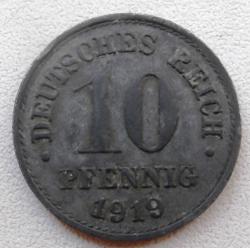 • DEUTSCHES REICH •
10
PFENNIG
1919